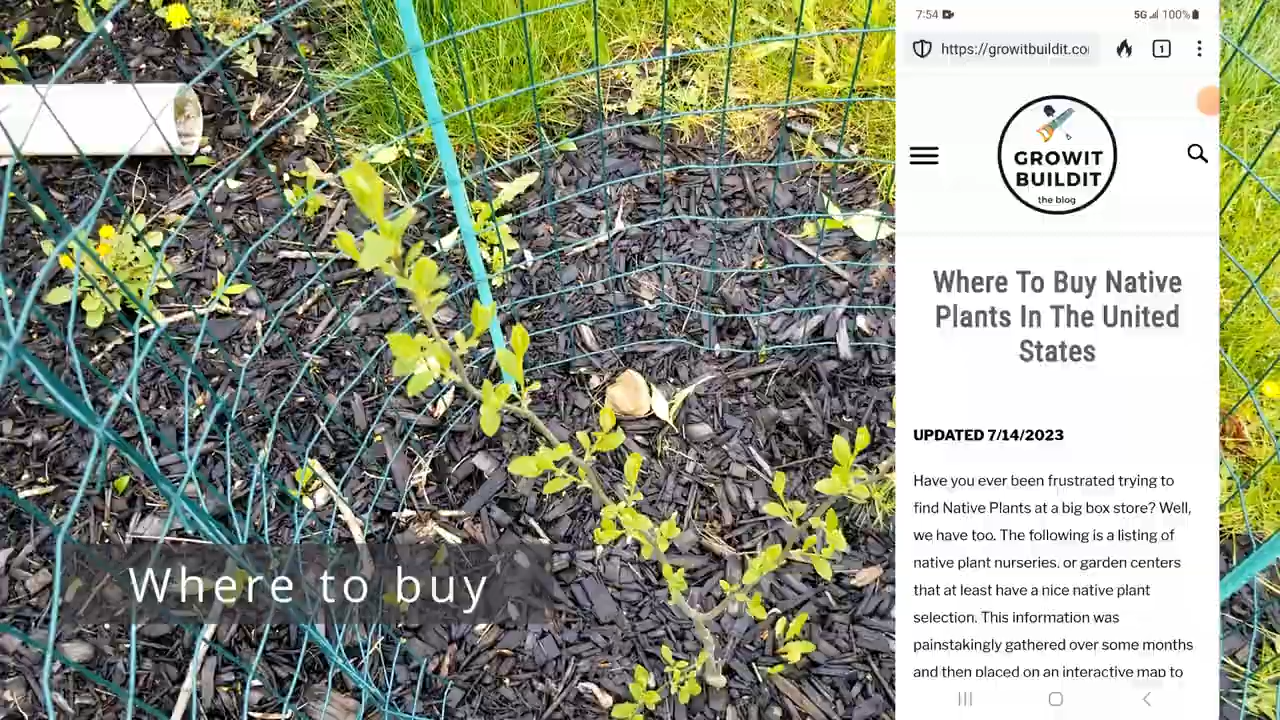 Where to buy
7:54
5G 100%
https://growitbuildit.co
1
GROWIT
BUILDIT
the blog
Where To Buy Native
Plants In The United
States
UPDATED 7/14/2023
Have you ever been frustrated trying to
find Native Plants at a big box store? Well,
we have too. The following is a listing of
native plant nurseries. or garden centers
that at least have a nice native plant
selection. This information was
painstakingly gathered over some months
and then placed on an interactive map to